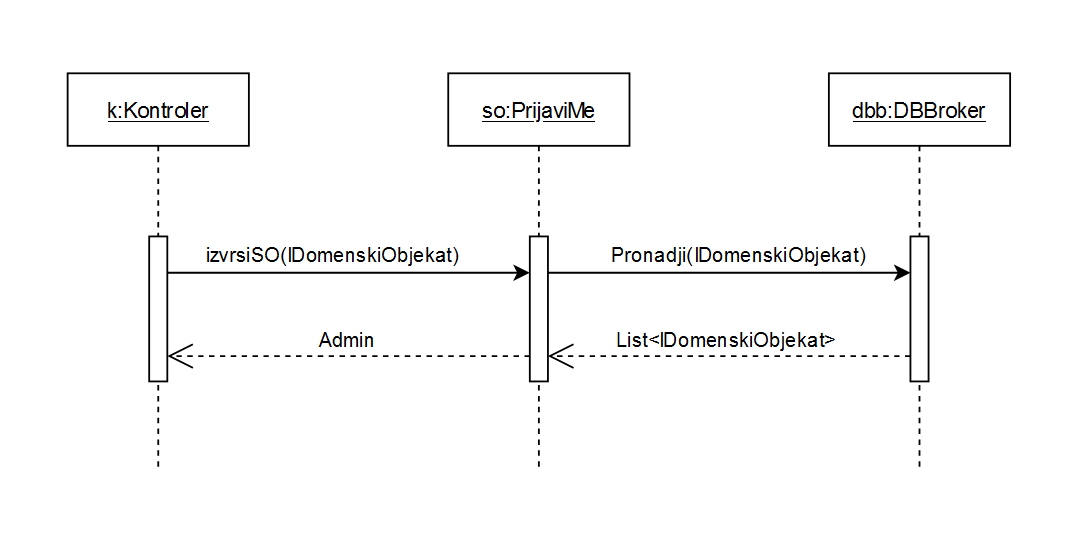 k:Kontroler
so:PrijaviMe
dbb:DBBroker
izvrsiSO(IDomenskiObjekat)
Pronadji(IDomenskiObjekat)
Admin
List<IDomenskiObjekat>